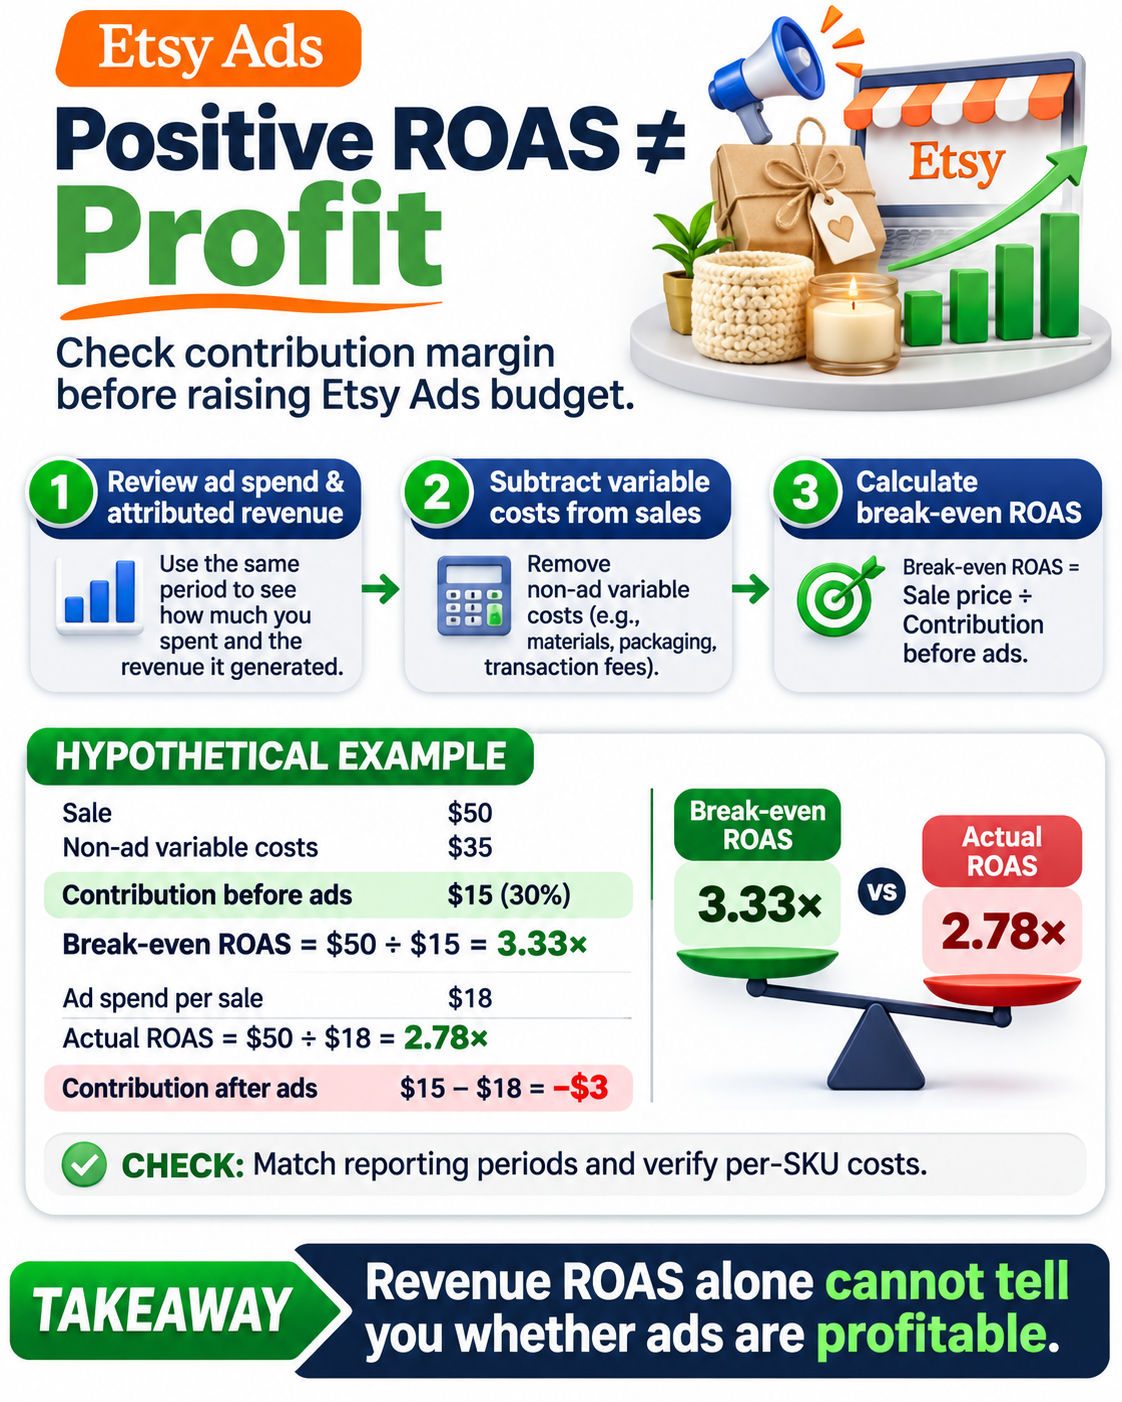 Etsy Ads
Positive ROAS ≠
Profit
Check contribution margin
before raising Etsy Ads budget.
Etsy
1
Review ad spend &
attributed revenue
Use the same
period to see
how much you
spent and the
revenue it generated.
2
Subtract variable
costs from sales
Remove
non-ad variable
costs (e.g.,
materials, packaging,
transaction fees).
3
Calculate
break-even ROAS
Break-even ROAS =
Sale price ÷
Contribution
before ads.
HYPOTHETICAL EXAMPLE
Sale $50
Non-ad variable costs $35
Contribution before ads $15 (30%)
Break-even ROAS = $50 ÷ $15 = 3.33×
Ad spend per sale $18
Actual ROAS = $50 ÷ $18 = 2.78×
Contribution after ads $15 – $18 = –$3
Break-even
ROAS
3.33×
VS
Actual
ROAS
2.78×
CHECK: Match reporting periods and verify per-SKU costs.
TAKEAWAY
Revenue ROAS alone cannot tell
you whether ads are profitable.